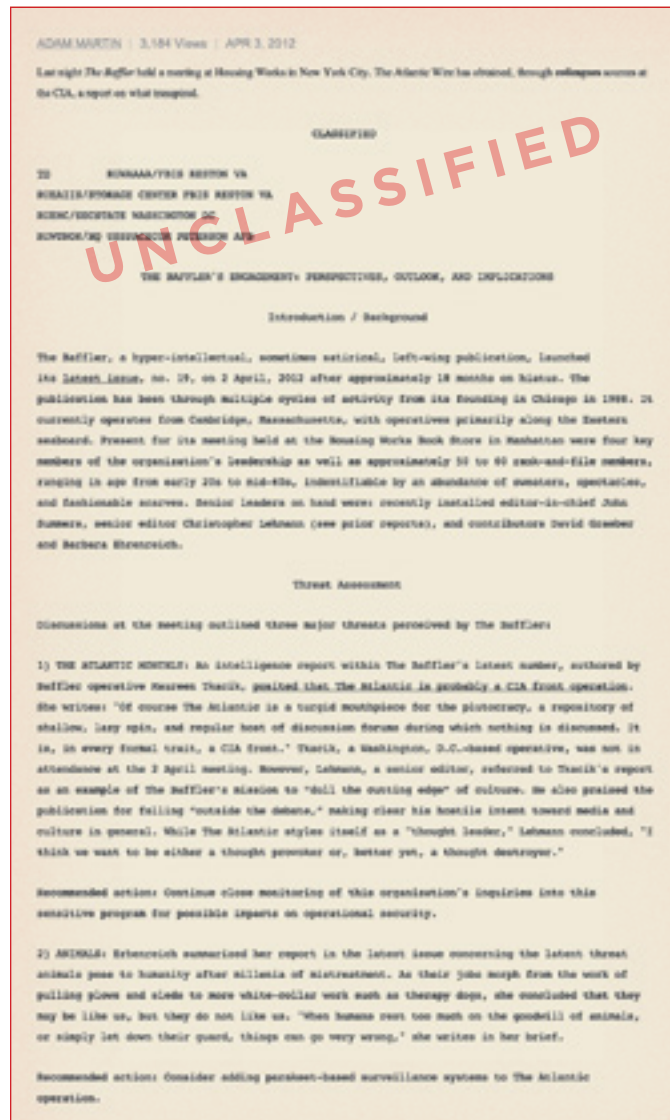 ADAM MARTIN | 3,184 Views | APR 3, 2012
Last night The Baffler held a meeting at Housing Works in New York City. The Atlantic Wire has obtained, through colleagues sources at
the CIA, a report on what transpired.
CLASSIFIED
UNCLASSIFIED
TO RUWAAAA/FBIS RESTON VA
STORAGE CENTER FBIS RESTON VA
WASHINGTON DC
PETERSON AFB
THE BAFFLER'S ENGAGEMENT: PERSPECTIVES, OUTLOOK, AND IMPLICATIONS
Introduction / Background
The Baffler, a hyper-intellectual, sometimes satirical, left-wing publication, launched
its latest issue, no. 19, on 2 April, 2012 after approximately 18 months on hiatus. The
publication has been through multiple cycles of activity from its founding in Chicago in 1988. It
currently operates from Cambridge, Massachusetts, with operatives primarily along the Eastern
seaboard. Present for its meeting held at the Housing Works Book Store in Manhattan were four key
members of the organization's leadership as well as approximately 50 to 60 rank-and-file members,
ranging in age from early 20s to mid-40s, indentifiable by an abundance of sweaters, spectacles,
and fashionable scarves. Senior leaders on hand were: recently installed editor-in-chief John
Summers, senior editor Christopher Lehmann (see prior reports), and contributors David Graeber
and Barbara Ehrenreich.
Threat Assessment
Discussions at the meeting outlined three major threats perceived by The Baffler:
1) THE ATLANTIC MONTHLY: An intelligence report within The Baffler's latest number, authored by
Baffler operative Maureen Tkacik, posited that The Atlantic is probably a CIA front operation.
She writes: "Of course The Atlantic is a turgid mouthpiece for the plutocracy, a repository of
shallow, lazy spin, and regular host of discussion forums during which nothing is discussed. It
is, in every formal trait, a CIA front." Tkacik, a Washington, D.C.-based operative, was not in
attendance at the 2 April meeting. However, Lehmann, a senior editor, referred to Tkacik's report
as an example of The Baffler's mission to "dull the cutting edge" of culture. He also praised the
publication for falling "outside the debate," making clear his hostile intent toward media and
culture in general. While The Atlantic styles itself as a "thought leader," Lehmann concluded, "I
think we want to be either a thought provoker or, better yet, a thought destroyer."
Recommended action: Continue close monitoring of this organization's inquiries into this
sensitive program for possible impacts on operational security.
2) ANIMALS: Erhenreich summarized her report in the latest issue concerning the latent threat
animals pose to humanity after millenia of mistreatment. As their jobs morph from the work of
pulling plows and sleds to more white-collar work such as therapy dogs, she concluded that they
may be like us, but they do not like us. "When humans rest too much on the goodwill of animals,
or simply let down their guard, things can go very wrong," she writes in her brief.
Recommended action: Consider adding parakeet-based surveillance systems to The Atlantic
operation.